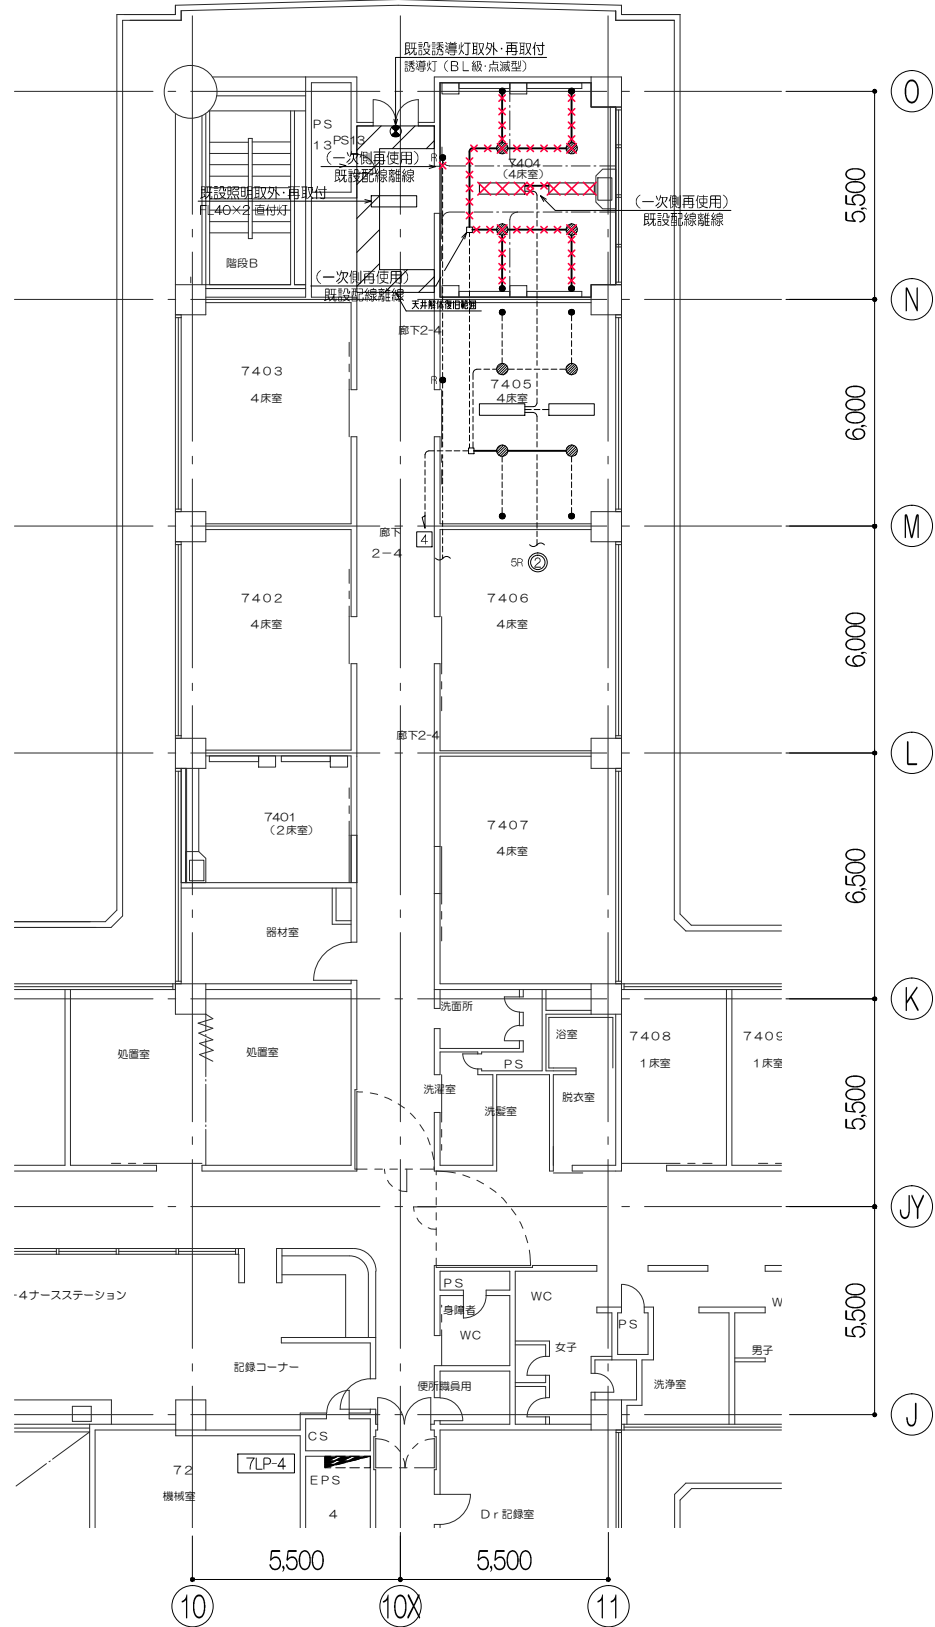 既設誘導灯取外・再取付
誘導灯（BL級・点滅型）
O
PS
13
PS13
（一次側再使用）
既設配線離線
R
7404
（4床室）
既設照明取外・再取付
FL40×2 直付灯
（一次側再使用）
既設配線離線
5,500
階段B
（一次側再使用）
既設配線離線
天井解体復旧範囲
N
廊下2-4
7403
4床室
R
7405
4床室
6,000
M
廊下
2-4
4
5R
2
7402
4床室
7406
4床室
6,000
廊下2-4
L
7401
（2床室）
7407
4床室
6,500
器材室
K
洗面所
浴室
7408
1床室
7409
1床室
処置室
処置室
PS
洗濯室
洗髪室
脱衣室
5,500
JY
-4ナースステーション
PS
身障者
WC
WC
女子
PS
W
男子
5,500
記録コーナー
便所職員用
洗浄室
J
CS
7LP-4
72
機械室
EPS
4
Dr記録室
5,500
5,500
10
10X
11